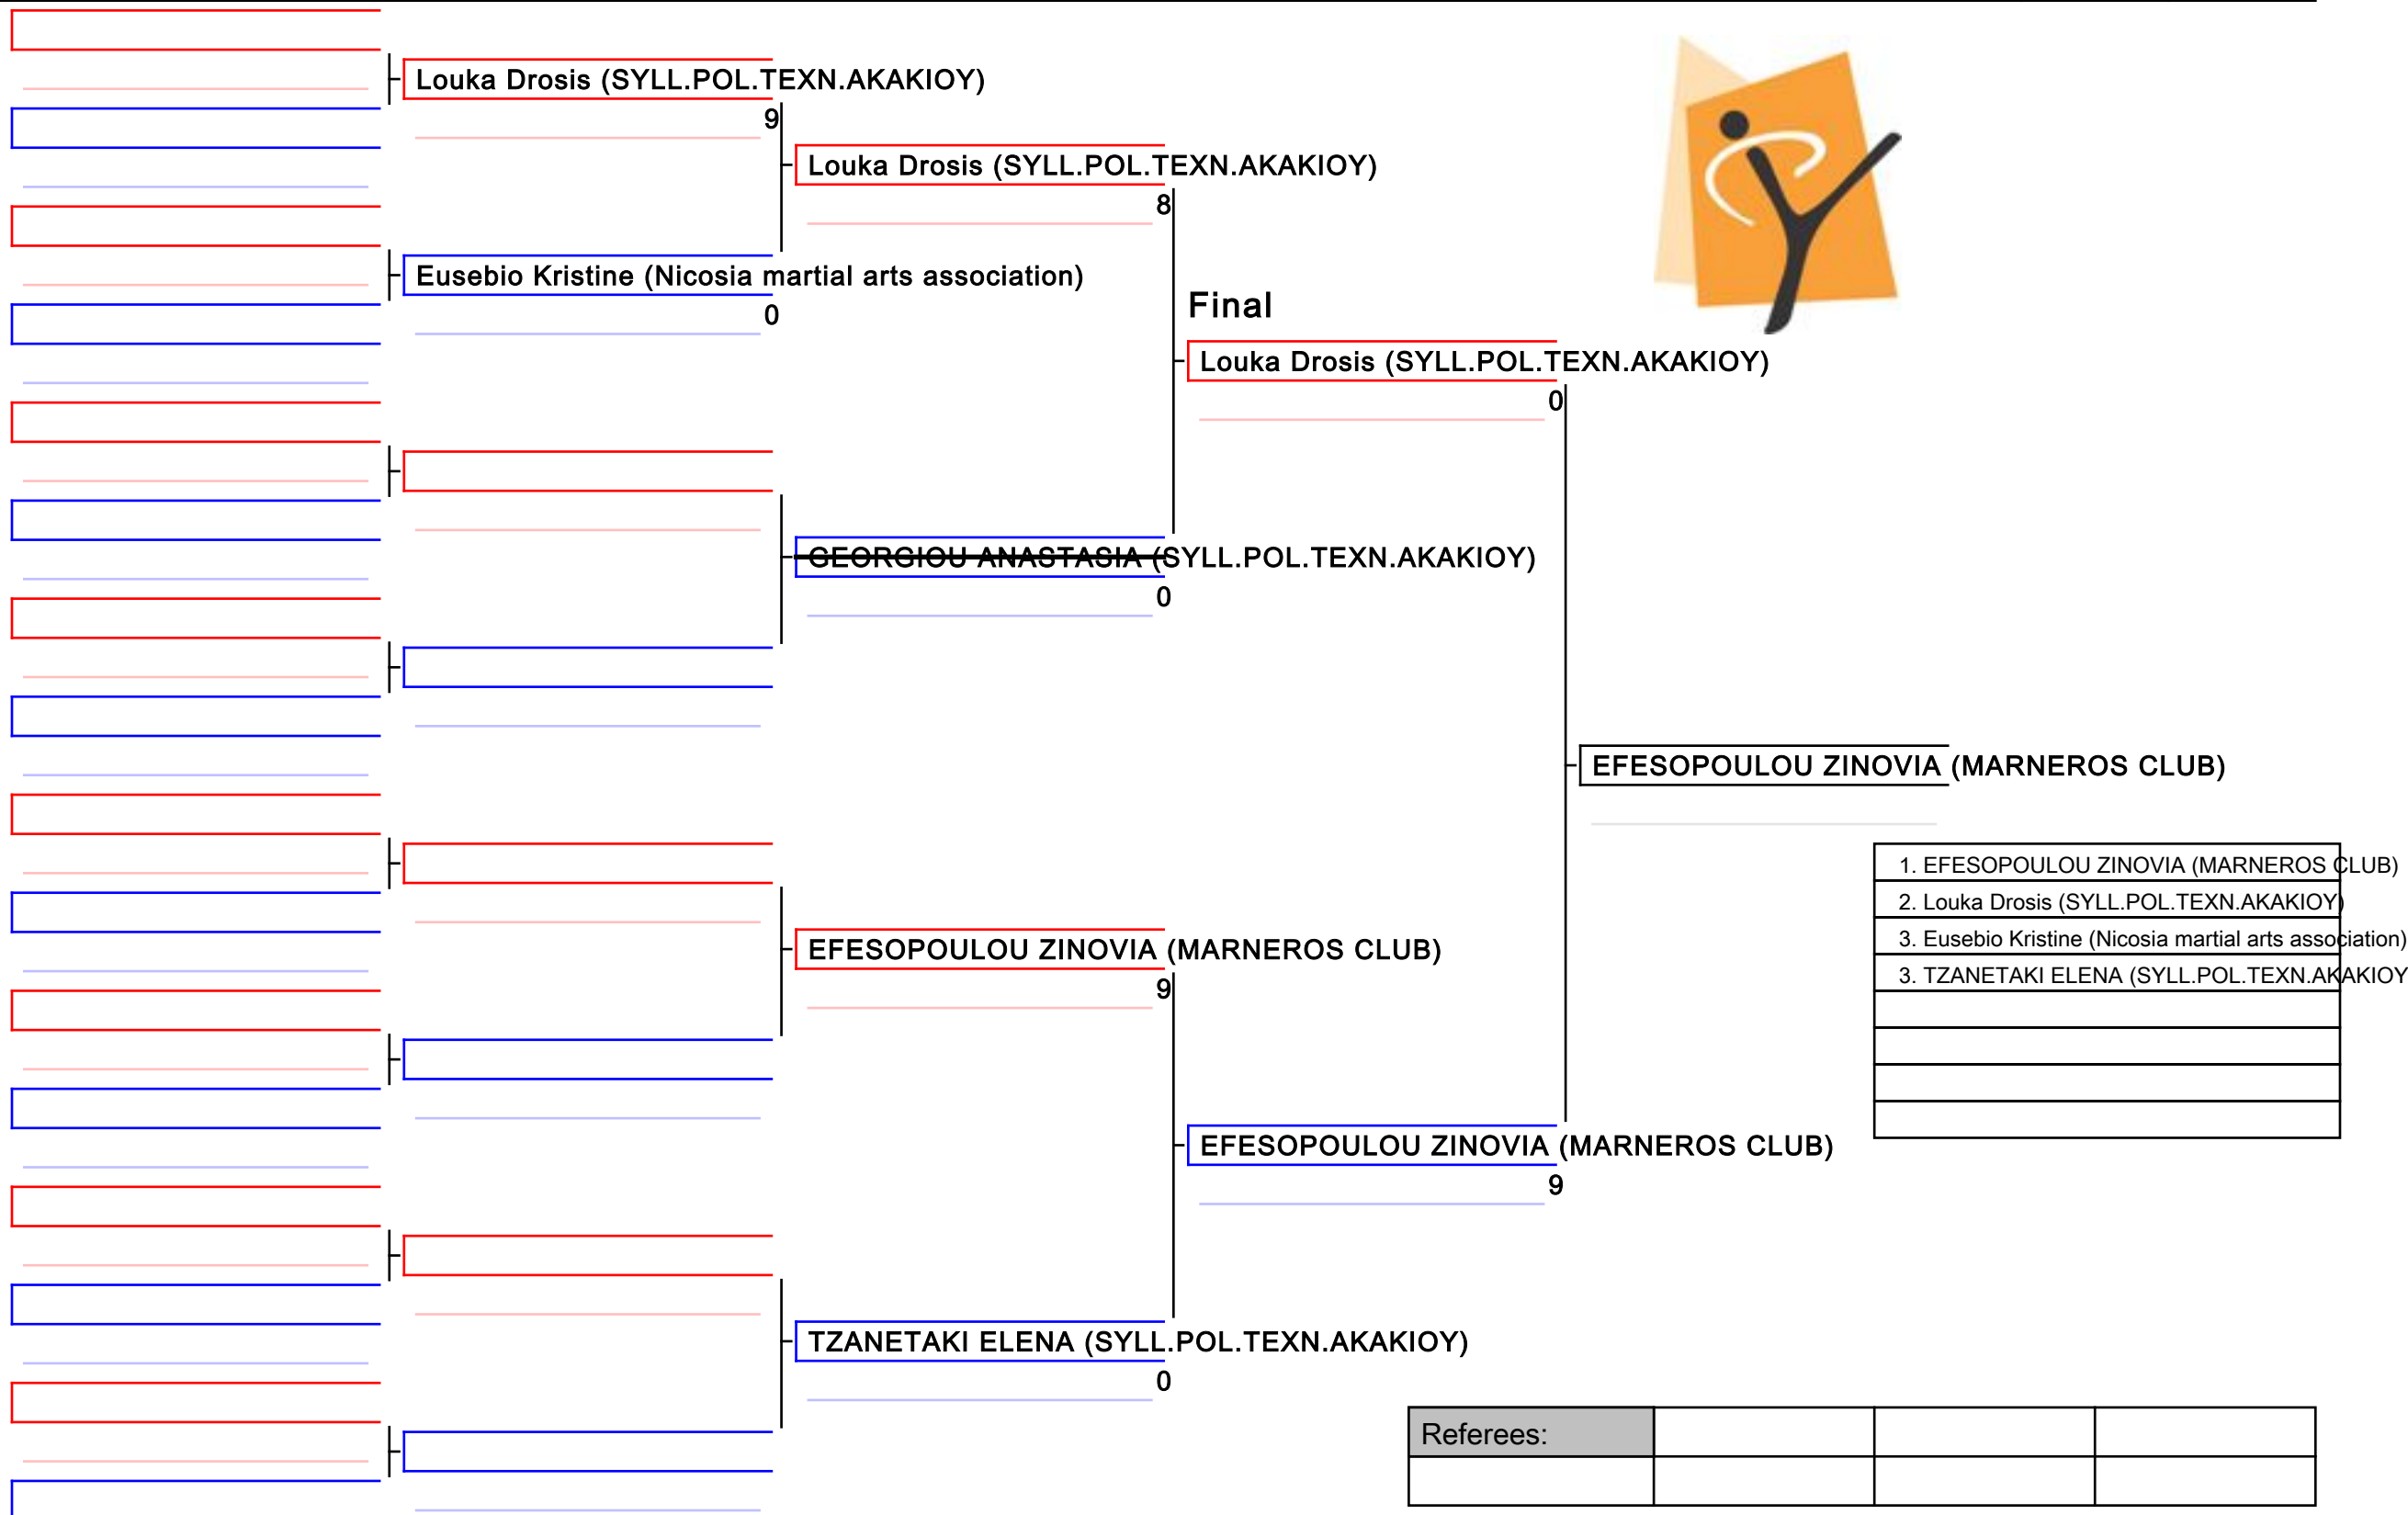 Louka Drosis (SYLL.POL.TEXN.AKAKIOY)
9
Louka Drosis (SYLL.POL.TEXN.AKAKIOY)
8
Eusebio Kristine (Nicosia martial arts association)
0
Final
Louka Drosis (SYLL.POL.TEXN.AKAKIOY)
0
GEORGIOU ANASTASIA (SYLL.POL.TEXN.AKAKIOY)
0
EFESOPOULOU ZINOVIA (MARNEROS CLUB)
1. EFESOPOULOU ZINOVIA (MARNEROS CLUB)
2. Louka Drosis (SYLL.POL.TEXN.AKAKIOY)
3. Eusebio Kristine (Nicosia martial arts association)
3. TZANETAKI ELENA (SYLL.POL.TEXN.AKAKIOY
EFESOPOULOU ZINOVIA (MARNEROS CLUB)
9
EFESOPOULOU ZINOVIA (MARNEROS CLUB)
9
TZANETAKI ELENA (SYLL.POL.TEXN.AKAKIOY)
0
Referees: